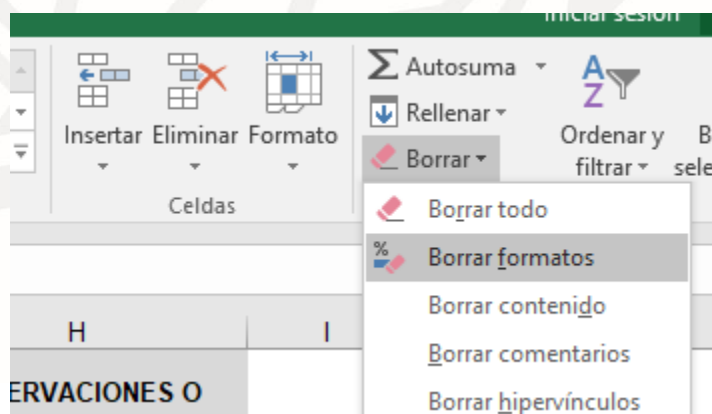 Iniciar sesión
Autosuma
Rellenar
Borrar
Insertar Eliminar Formato
Celdas
A
Z
Ordenar y
filtrar
B
sele
Borrar todo
%
Borrar formatos
Borrar contenido
Borrar comentarios
Borrar hipervínculos
H
I
ERVACIONES O